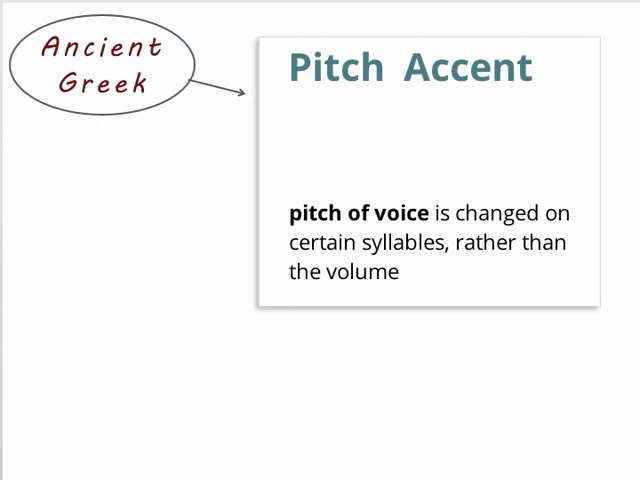 Ancient
Greek
Pitch Accent
pitch of voice is changed on
certain syllables, rather than
the volume